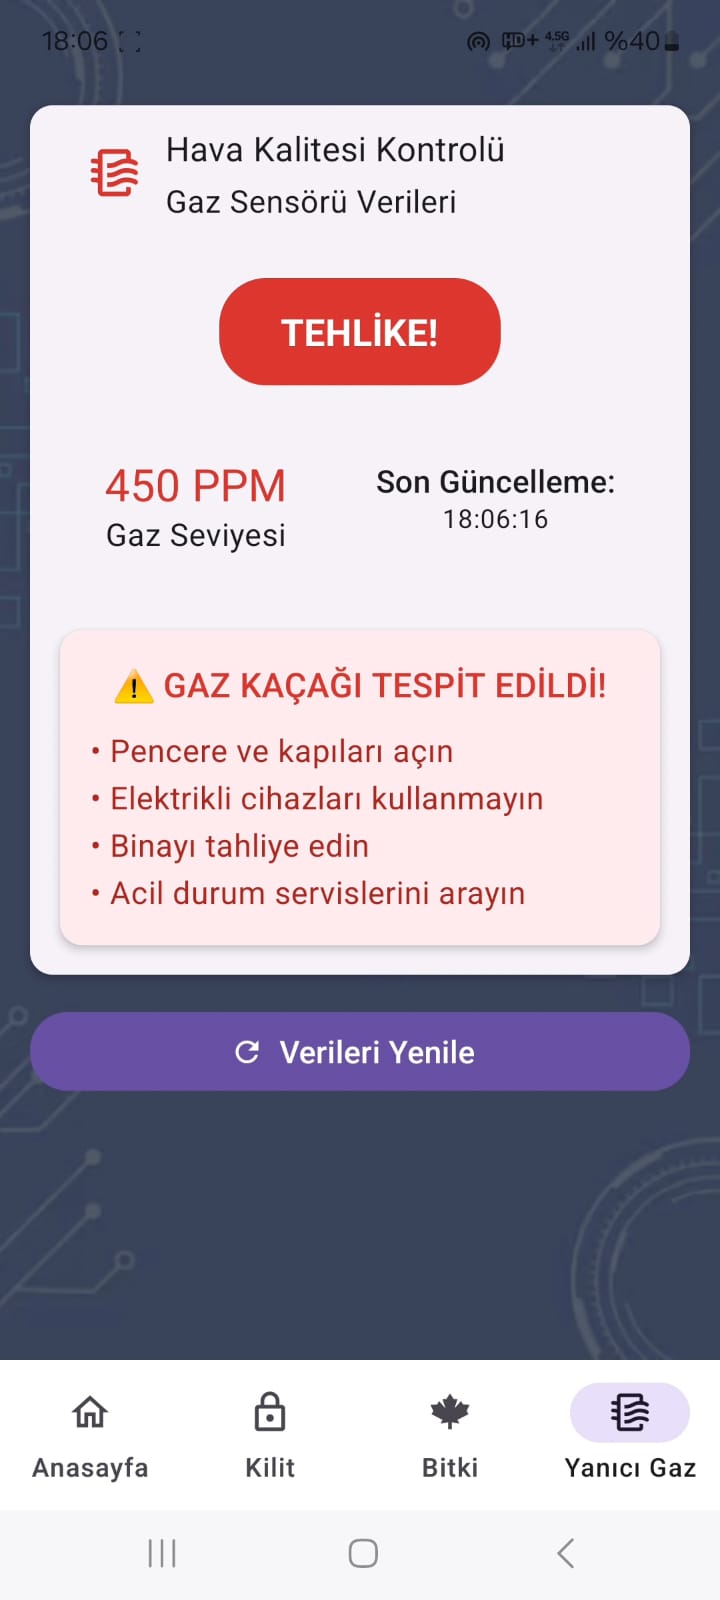 18:06
HD+ 4.5G %40
Hava Kalitesi Kontrolü
Gaz Sensörü Verileri
TEHLİKE!
450 PPM
Gaz Seviyesi
Son Güncelleme:
18:06:16
⚠️ GAZ KAÇAĞI TESPİT EDİLDİ!
• Pencere ve kapıları açın
• Elektrikli cihazları kullanmayın
• Binayı tahliye edin
• Acil durum servislerini arayın
Verileri Yenile
Anasayfa
Kilit
Bitki
Yanıcı Gaz